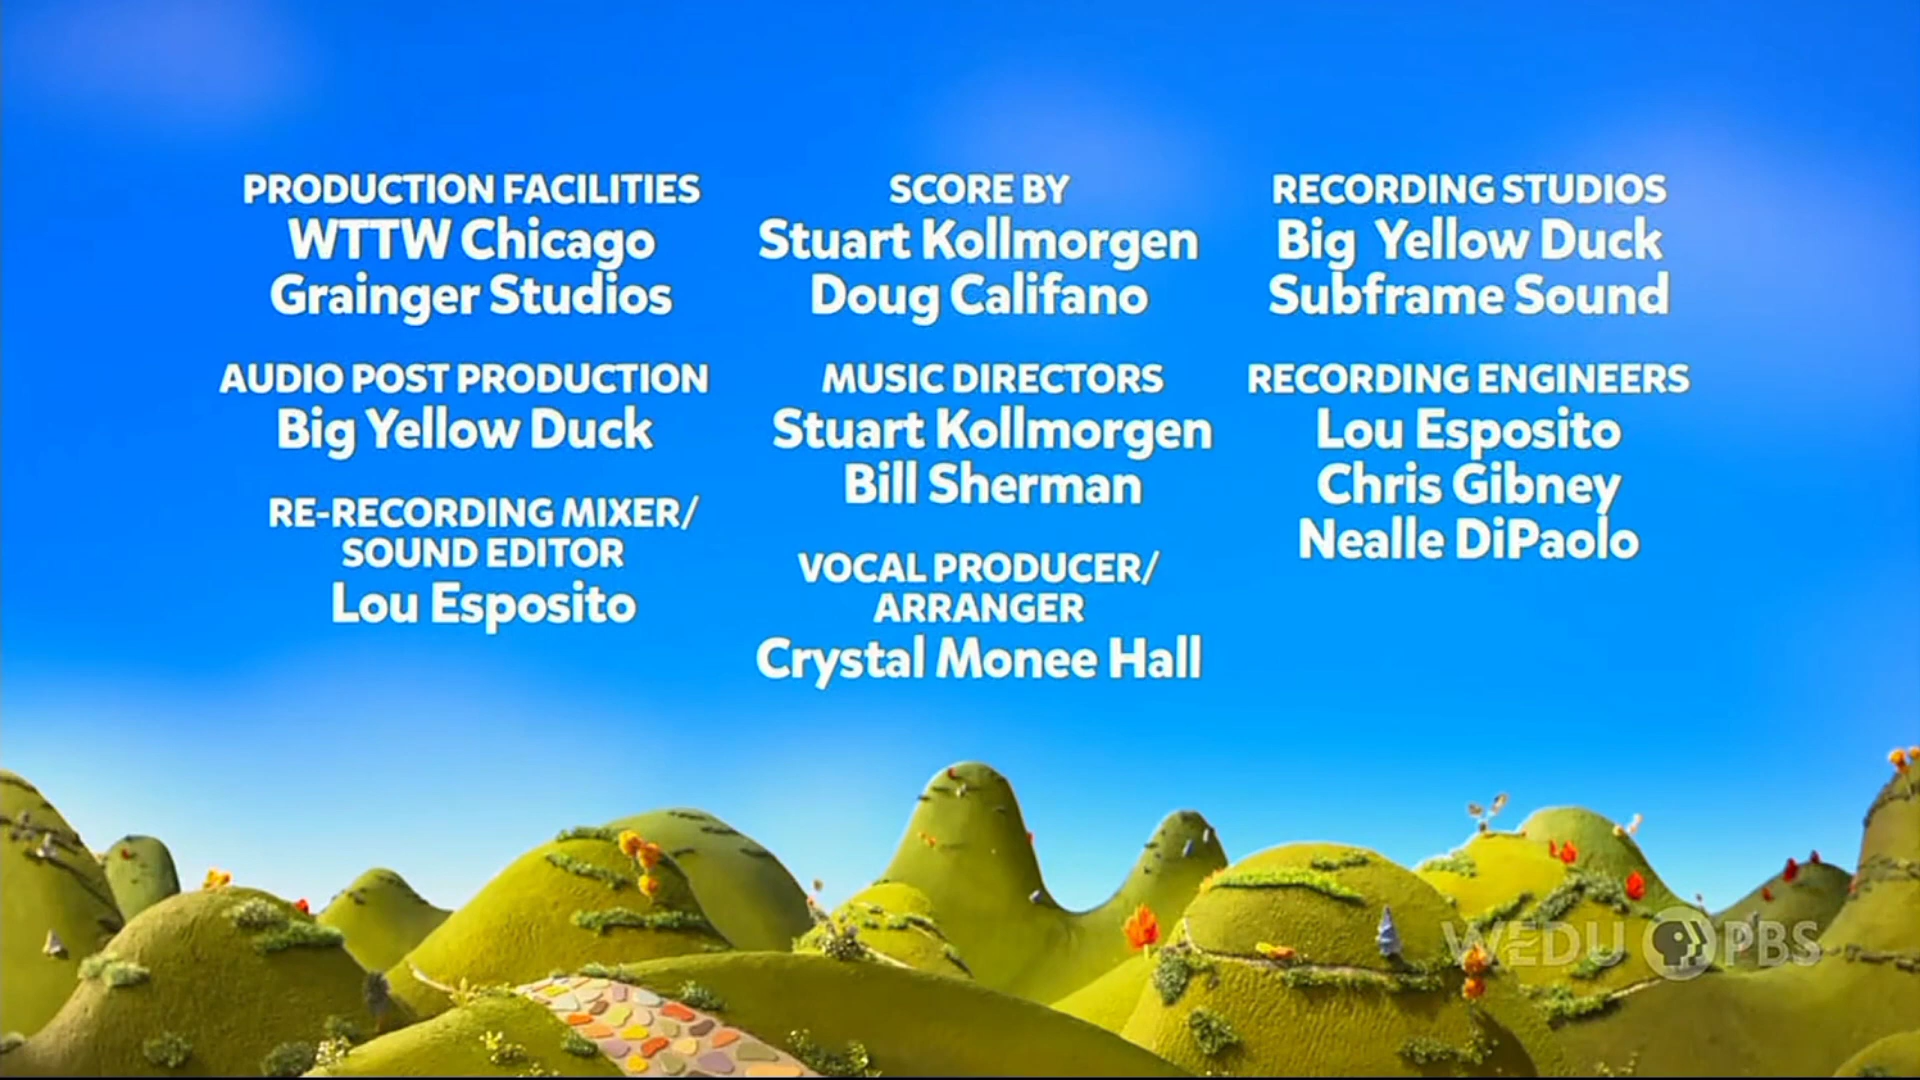 PRODUCTION FACILITIES
WTTW Chicago
Grainger Studios
AUDIO POST PRODUCTION
Big Yellow Duck
RE-RECORDING MIXER/
SOUND EDITOR
Lou Esposito
SCORE BY
Stuart Kollmorgen
Doug Califano
MUSIC DIRECTORS
Stuart Kollmorgen
Bill Sherman
VOCAL PRODUCER/
ARRANGER
Crystal Monee Hall
RECORDING STUDIOS
Big Yellow Duck
Subframe Sound
RECORDING ENGINEERS
Lou Esposito
Chris Gibney
Nealle DiPaolo
WEDU PBS